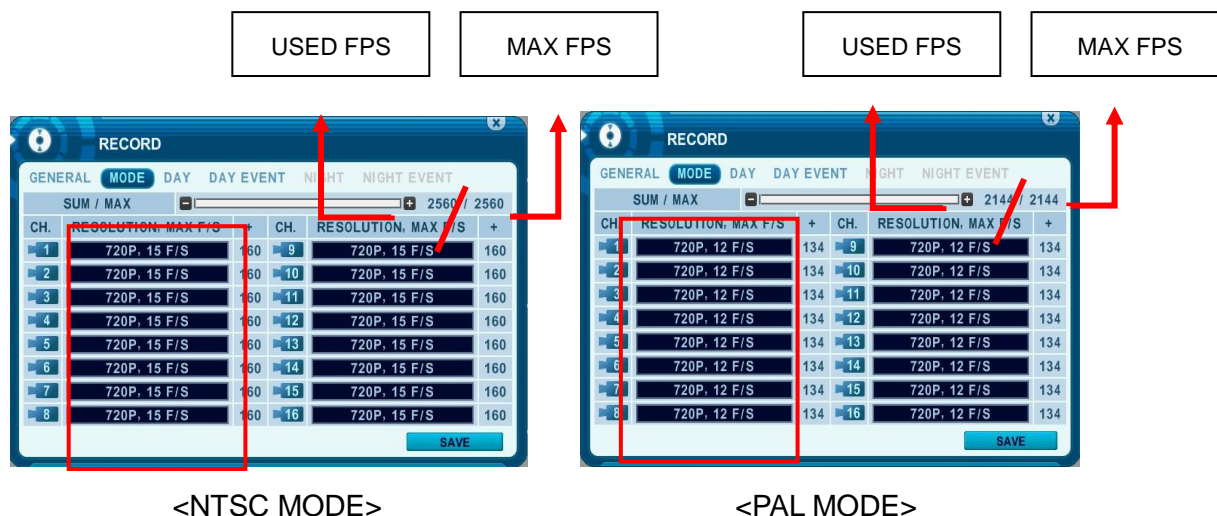 USED FPS MAX FPS USED FPS MAX FPS
RECORD
GENERAL MODE DAY DAY EVENT NIGHT NIGHT EVENT
SUM / MAX - + 2560 / 2560
CH. RESOLUTION, MAX F/S + CH. RESOLUTION, MAX F/S +
1 720P, 15 F/S 160 9 720P, 15 F/S 160
2 720P, 15 F/S 160 10 720P, 15 F/S 160
3 720P, 15 F/S 160 11 720P, 15 F/S 160
4 720P, 15 F/S 160 12 720P, 15 F/S 160
5 720P, 15 F/S 160 13 720P, 15 F/S 160
6 720P, 15 F/S 160 14 720P, 15 F/S 160
7 720P, 15 F/S 160 15 720P, 15 F/S 160
8 720P, 15 F/S 160 16 720P, 15 F/S 160
SAVE
<NTSC MODE>
RECORD
GENERAL MODE DAY DAY EVENT NIGHT NIGHT EVENT
SUM / MAX - + 2144 / 2144
CH. RESOLUTION, MAX F/S + CH. RESOLUTION, MAX F/S +
1 720P, 12 F/S 134 9 720P, 12 F/S 134
2 720P, 12 F/S 134 10 720P, 12 F/S 134
3 720P, 12 F/S 134 11 720P, 12 F/S 134
4 720P, 12 F/S 134 12 720P, 12 F/S 134
5 720P, 12 F/S 134 13 720P, 12 F/S 134
6 720P, 12 F/S 134 14 720P, 12 F/S 134
7 720P, 12 F/S 134 15 720P, 12 F/S 134
8 720P, 12 F/S 134 16 720P, 12 F/S 134
SAVE
<PAL MODE>